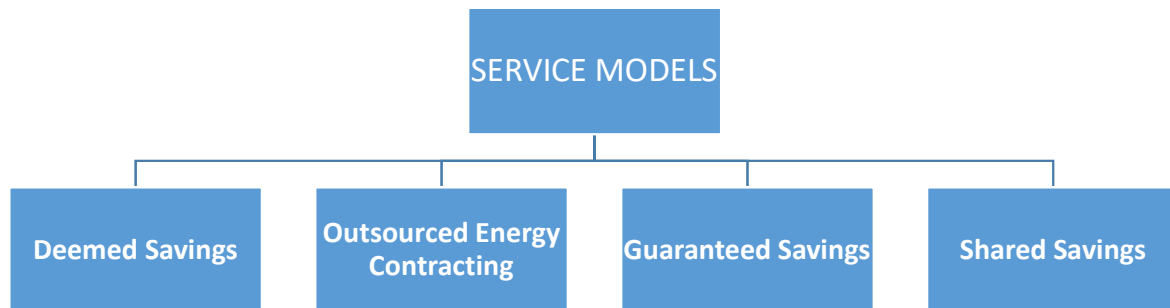 SERVICE MODELS
Deemed Savings
Outsourced Energy
Contracting
Guaranteed Savings
Shared Savings